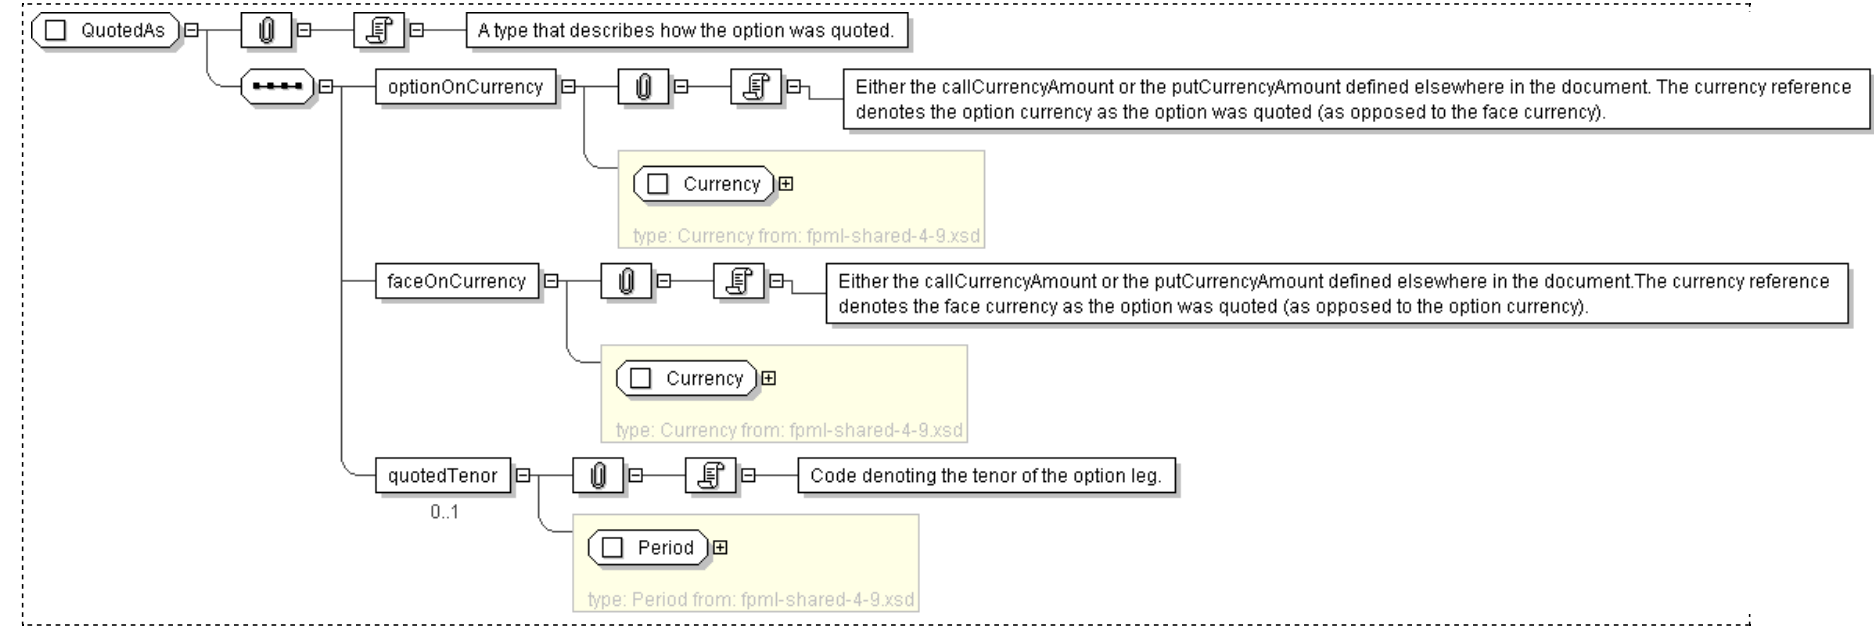 QuotedAs
A type that describes how the option was quoted.
optionOnCurrency
Either the callCurrencyAmount or the putCurrencyAmount defined elsewhere in the document. The currency reference
denotes the option currency as the option was quoted (as opposed to the face currency).
Currency
type: Currency from: fpml-shared-4-9.xsd
faceOnCurrency
Either the callCurrencyAmount or the putCurrencyAmount defined elsewhere in the document.The currency reference
denotes the face currency as the option was quoted (as opposed to the option currency).
Currency
type: Currency from: fpml-shared-4-9.xsd
quotedTenor
Code denoting the tenor of the option leg.
0..1
Period
type: Period from: fpml-shared-4-9.xsd